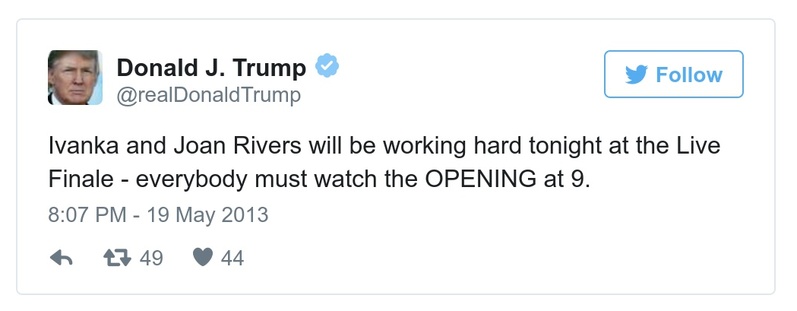 Donald J. Trump
Follow
@realDonaldTrump
Ivanka and Joan Rivers will be working hard tonight at the Live
Finale - everybody must watch the OPENING at 9.
8:07 PM - 19 May 2013
49 44